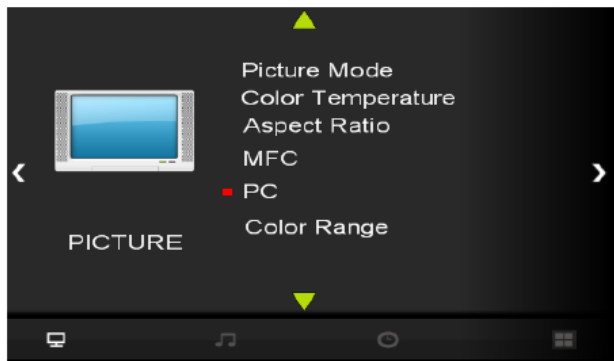 Picture Mode
Color Temperature
Aspect Ratio
MFC
PC
Color Range
PICTURE